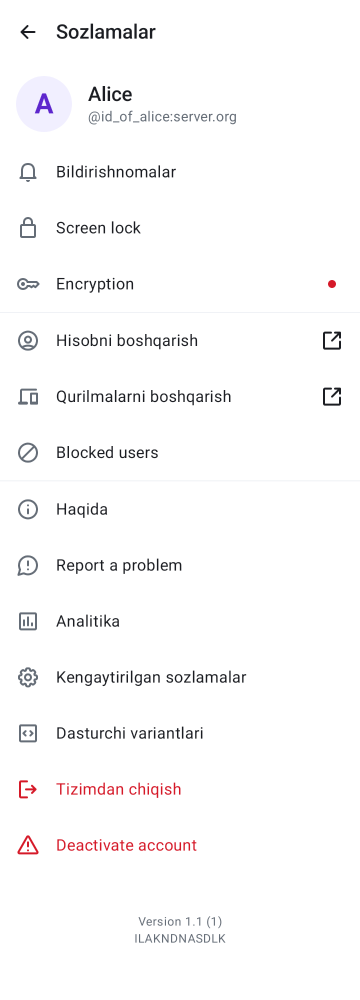 Sozlamalar
A
Alice
@id_of_alice:server.org
Bildirishnomalar
Screen lock
Encryption
Hisobni boshqarish
Qurilmalarni boshqarish
Blocked users
Haqida
Report a problem
Analitika
Kengaytirilgan sozlamalar
Dasturchi variantlari
Tizimdan chiqish
Deactivate account
Version 1.1 (1)
ILAKNDNASDLK